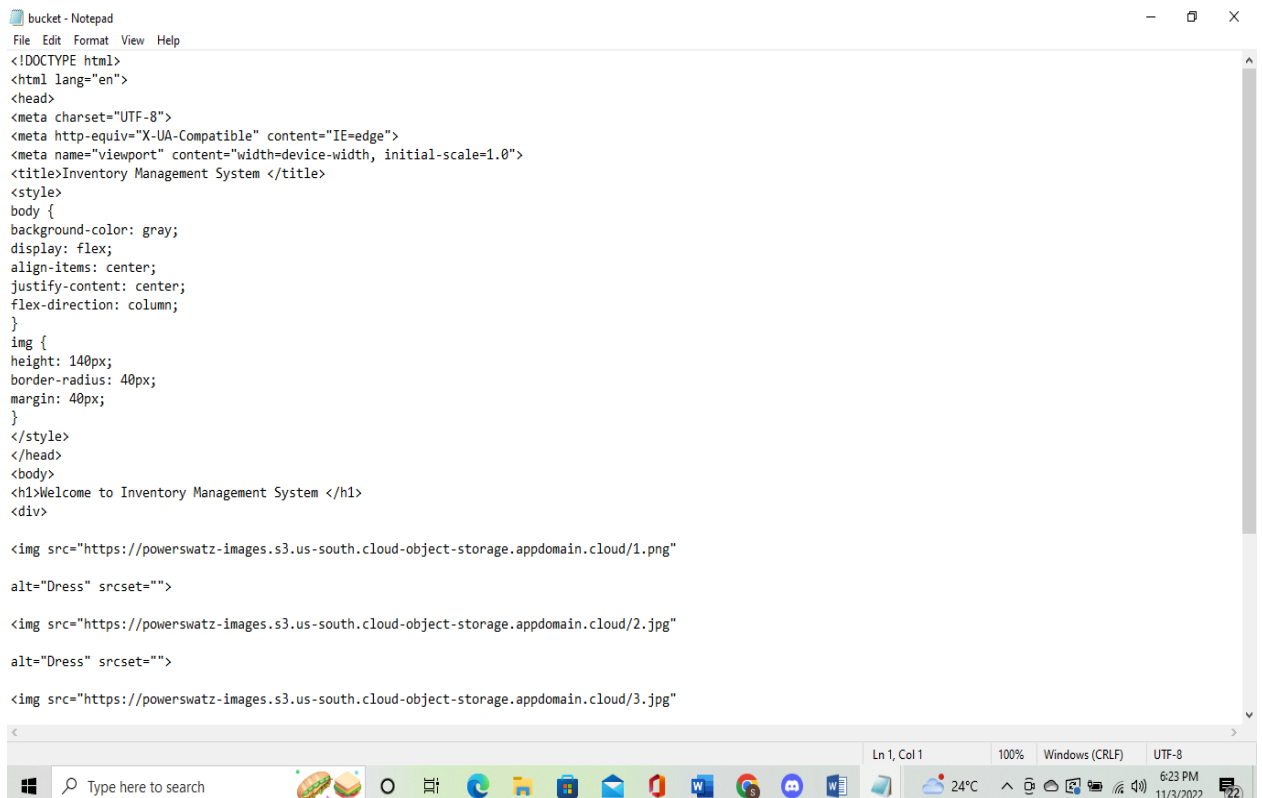 bucket - Notepad
File Edit Format View Help
<!DOCTYPE html>
<html lang="en">
<head>
<meta charset="UTF-8">
<meta http-equiv="X-UA-Compatible" content="IE=edge">
<meta name="viewport" content="width=device-width, initial-scale=1.0">
<title>Inventory Management System </title>
<style>
body {
background-color: gray;
display: flex;
align-items: center;
justify-content: center;
flex-direction: column;
}
img {
height: 140px;
border-radius: 40px;
margin: 40px;
}
</style>
</head>
<body>
<h1>Welcome to Inventory Management System </h1>
<div>
<img src="https://powerswatz-images.s3.us-south.cloud-object-storage.appdomain.cloud/1.png"
alt="Dress" srcset="">
<img src="https://powerswatz-images.s3.us-south.cloud-object-storage.appdomain.cloud/2.jpg"
alt="Dress" srcset="">
<img src="https://powerswatz-images.s3.us-south.cloud-object-storage.appdomain.cloud/3.jpg"
Ln 1, Col 1 100% Windows (CRLF) UTF-8
Type here to search 24°C 6:23 PM
11/3/2022 22